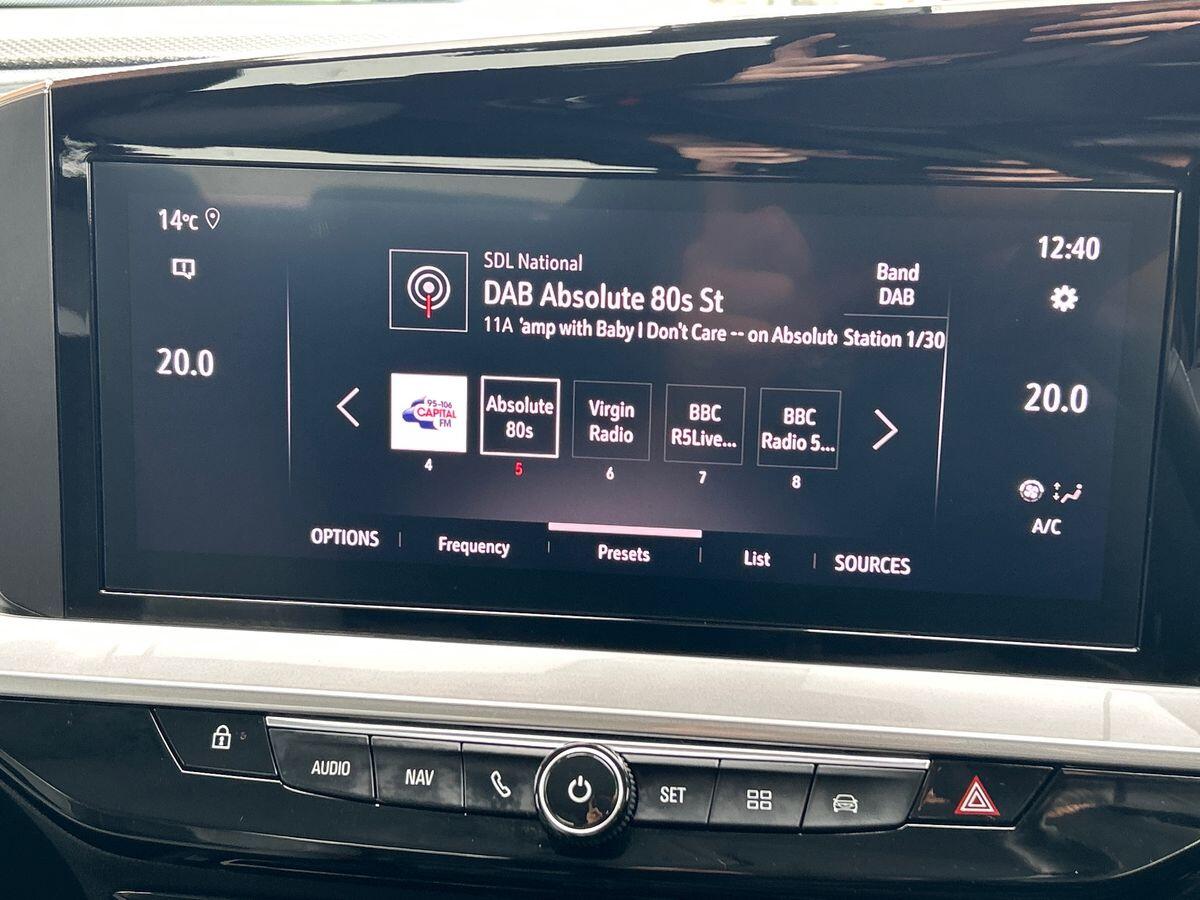 14°C
12:40
SDL National
DAB Absolute 80s St
11A 'amp with Baby I Don't Care -- on Absolut
Band
DAB
Station 1/30
20.0
20.0
95-106
CAPITAL
FM
Absolute
80s
Virgin
Radio
BBC
R5Live...
BBC
Radio 5...
4
5
6
7
8
A/C
OPTIONS
Frequency
Presets
List
SOURCES
AUDIO
NAV
SET